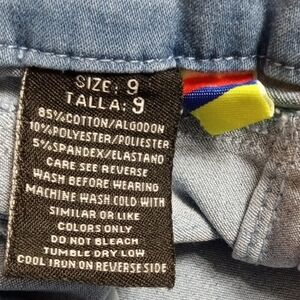 SIZE: 9
TALLA: 9
85%COTTON/ALGODON
10%POLYESTER/POLIESTER
5%SPANDEX/ELASTANO
CARE SEE REVERSE
WASH BEFORE WEARING
MACHINE WASH COLD WITH
SIMILAR OR LIKE
COLORS ONLY
DO NOT BLEACH
TUMBLE DRY LOW
COOL IRON ON REVERSE SIDE